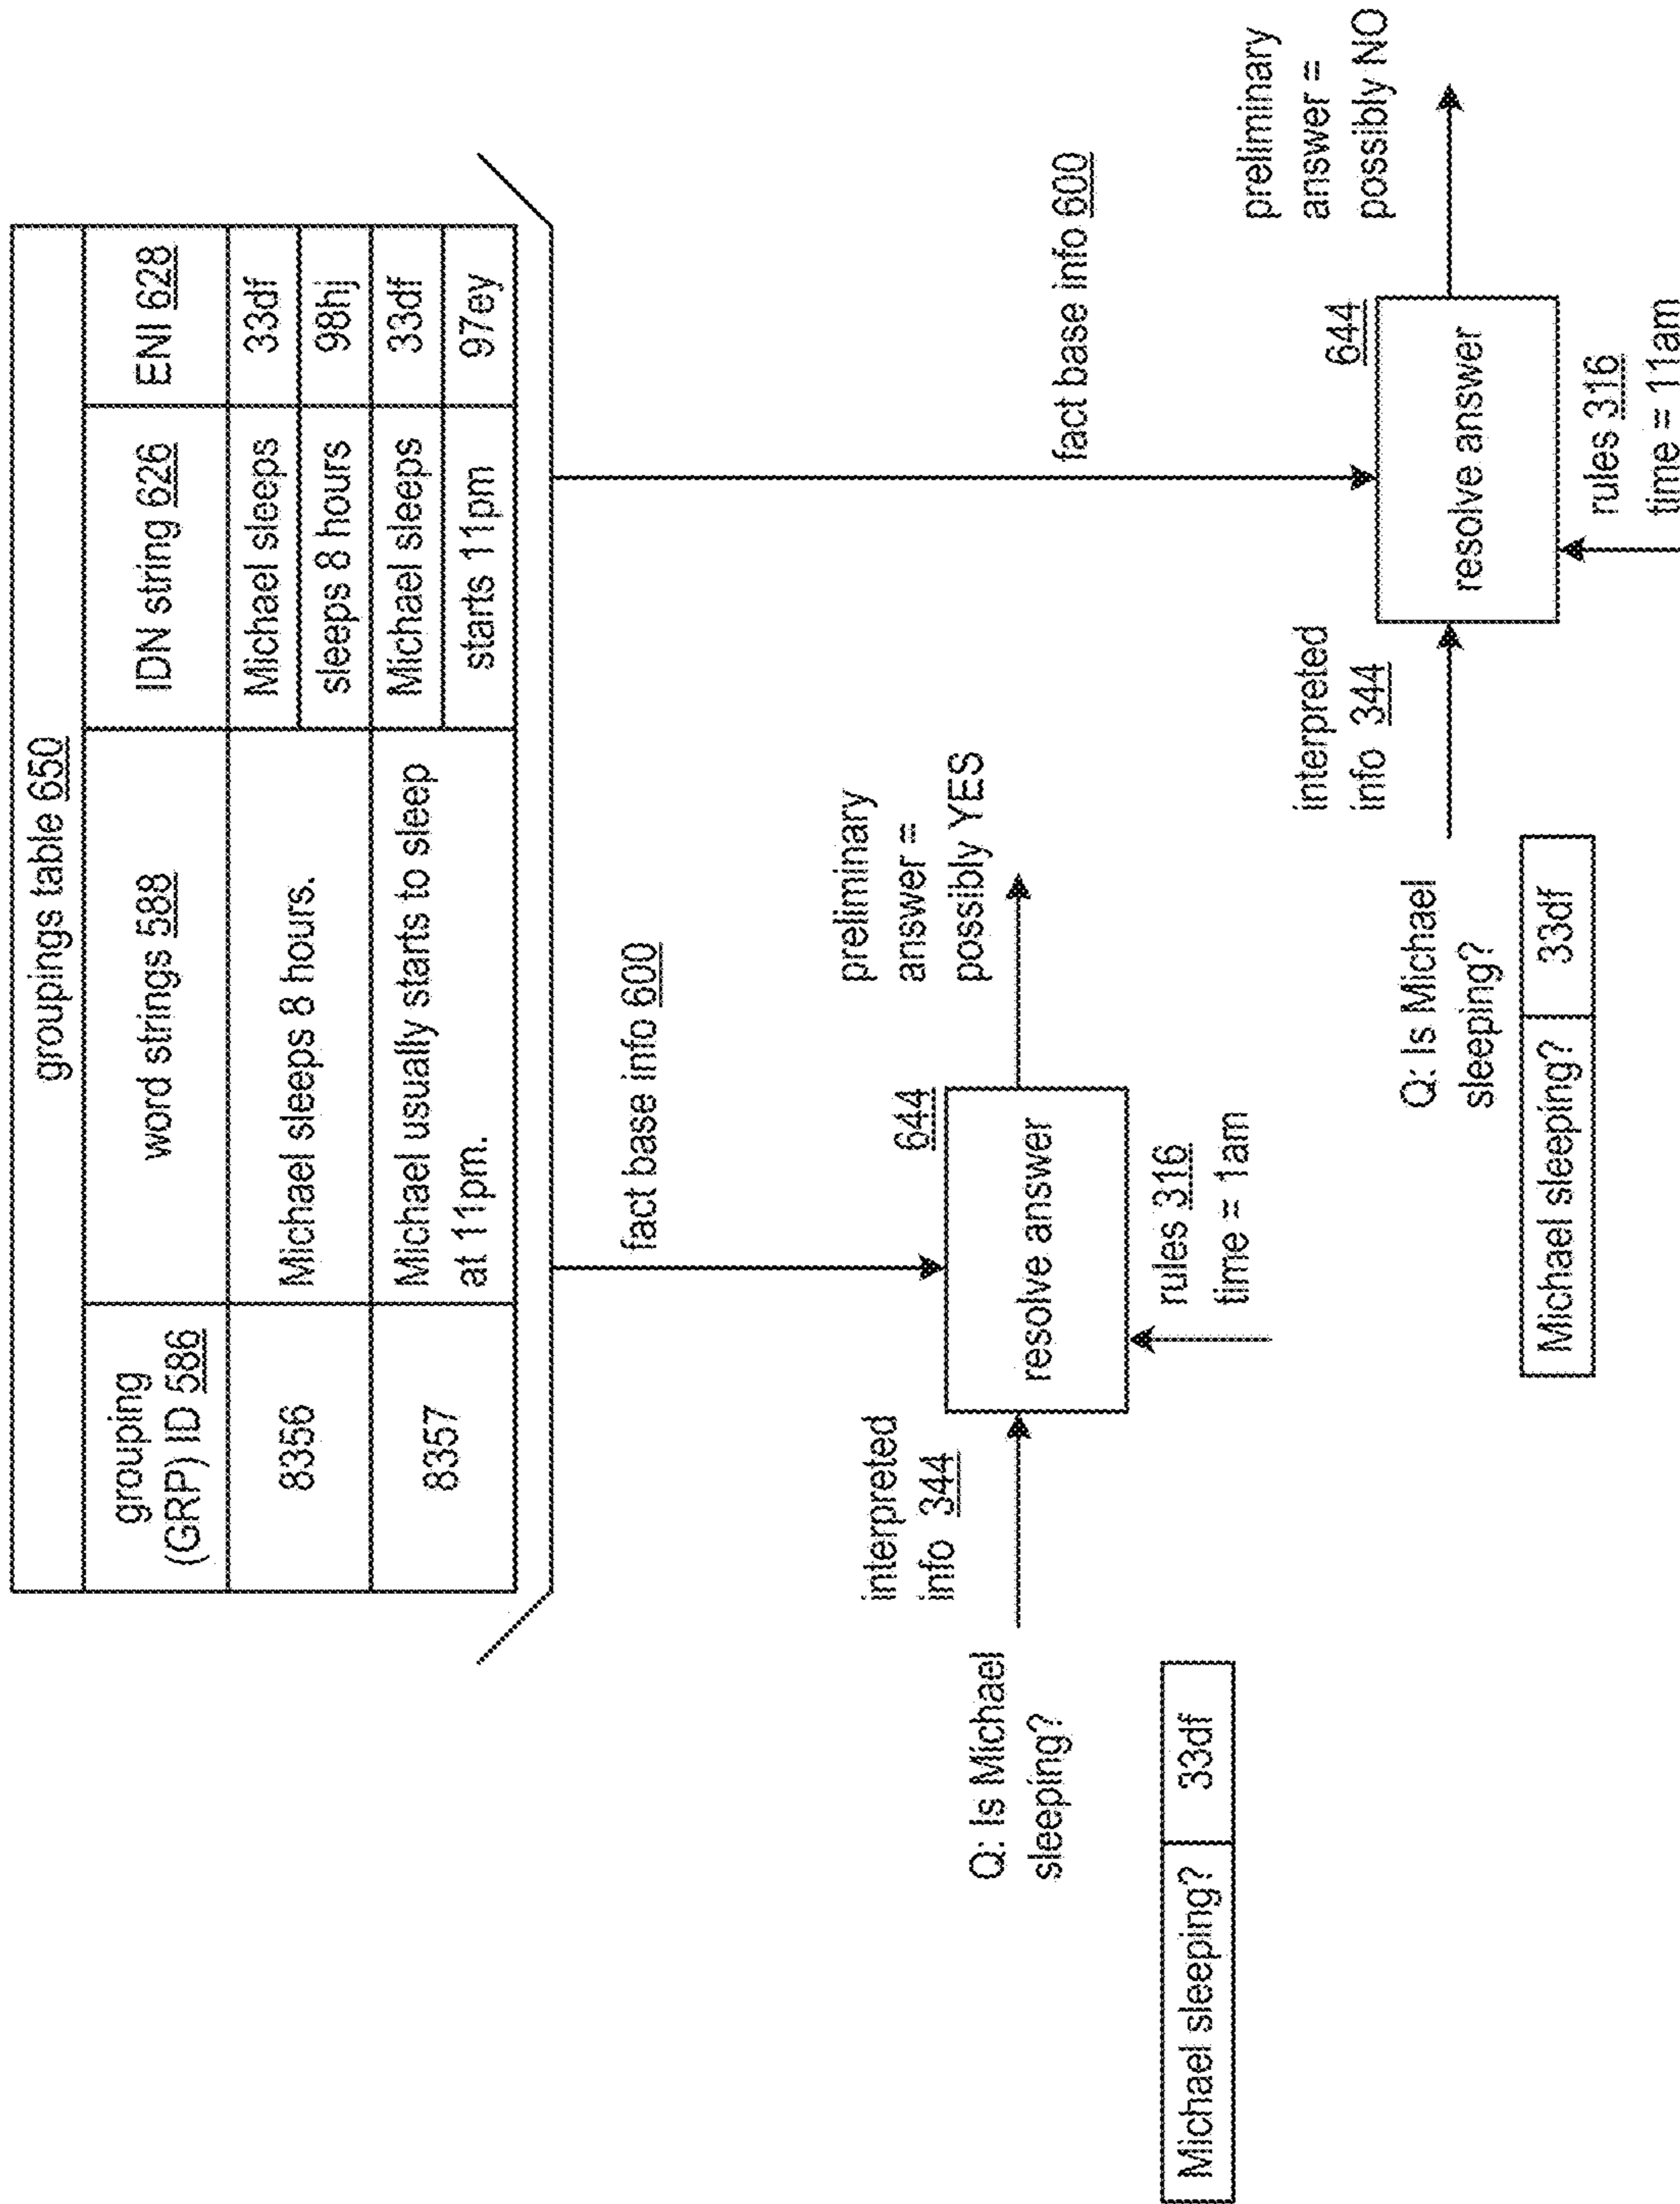 groupings table 650
grouping
(GRP) ID 586
word strings 588
IDN string 626
ENI 628
8356
Michael sleeps 8 hours.
Michael sleeps
33df
sleeps 8 hours
98hj
8357
Michael usually starts to sleep
at 11pm.
Michael sleeps
33df
starts 11pm
97ey
fact base info 600
interpreted
info 344
644
preliminary
answer =
possibly YES
Q: Is Michael
sleeping?
resolve answer
Michael sleeping?
33df
rules 316
time = 1am
fact base info 600
interpreted
info 344
644
preliminary
answer =
possibly NO
Q: Is Michael
sleeping?
resolve answer
Michael sleeping?
33df
rules 316
time = 11am